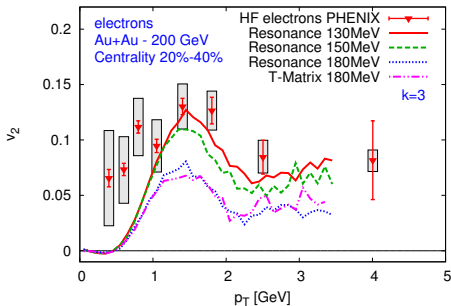 electrons
Au+Au - 200 GeV
Centrality 20%-40%
HF electrons PHENIX
Resonance 130MeV
Resonance 150MeV
Resonance 180MeV
T-Matrix 180MeV
k=3
v2
0.2
0.15
0.1
0.05
0
0 1 2 3 4 5
pT [GeV]